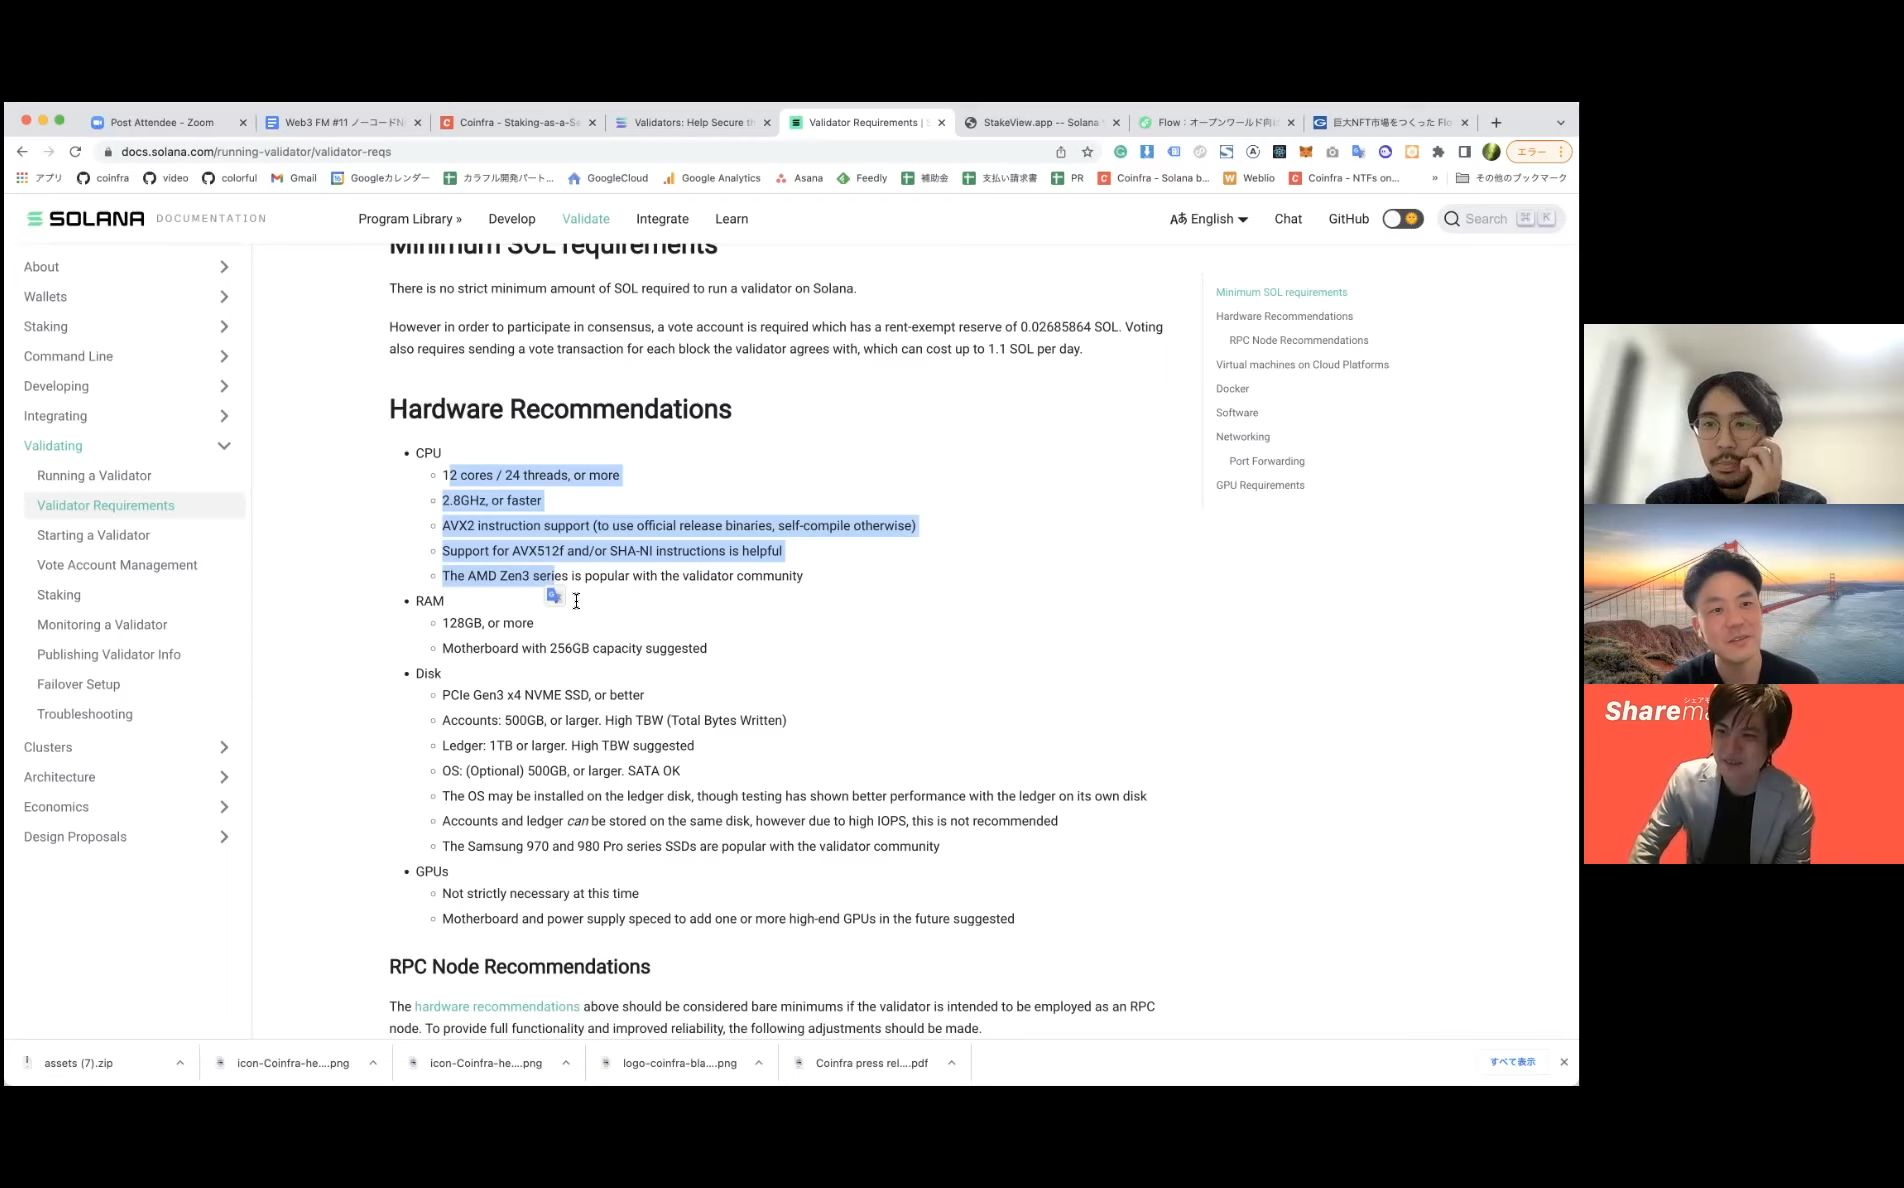 Post Attendee - Zoom
Web3 FM #11 ノーコードN
Coinfra - Staking-as-a-Se
Validators: Help Secure th
Validator Requirements | S
StakeView.app -- Solana V
Flow：オープンワールド向け
巨大NFT市場をつくった Flo
docs.solana.com/running-validator/validator-reqs
エラー
アプリ
coinfra
video
colorful
Gmail
Googleカレンダー
カラフル開発パート...
GoogleCloud
Google Analytics
Asana
Feedly
補助金
支払い請求書
PR
Coinfra - Solana b...
Weblio
Coinfra - NTFs on...
»
その他のブックマーク
SOLANA DOCUMENTATION
Program Library »
Develop
Validate
Integrate
Learn
English
Chat
GitHub
Search ⌘ K
About
Wallets
Staking
Command Line
Developing
Integrating
Validating
Running a Validator
Validator Requirements
Starting a Validator
Vote Account Management
Staking
Monitoring a Validator
Publishing Validator Info
Failover Setup
Troubleshooting
Clusters
Architecture
Economics
Design Proposals
Minimum SOL requirements
There is no strict minimum amount of SOL required to run a validator on Solana.
However in order to participate in consensus, a vote account is required which has a rent-exempt reserve of 0.02685864 SOL. Voting
also requires sending a vote transaction for each block the validator agrees with, which can cost up to 1.1 SOL per day.
Hardware Recommendations
• CPU
12 cores / 24 threads, or more
2.8GHz, or faster
AVX2 instruction support (to use official release binaries, self-compile otherwise)
Support for AVX512f and/or SHA-NI instructions is helpful
The AMD Zen3 series is popular with the validator community
• RAM
128GB, or more
Motherboard with 256GB capacity suggested
• Disk
PCIe Gen3 x4 NVME SSD, or better
Accounts: 500GB, or larger. High TBW (Total Bytes Written)
Ledger: 1TB or larger. High TBW suggested
OS: (Optional) 500GB, or larger. SATA OK
The OS may be installed on the ledger disk, though testing has shown better performance with the ledger on its own disk
Accounts and ledger can be stored on the same disk, however due to high IOPS, this is not recommended
The Samsung 970 and 980 Pro series SSDs are popular with the validator community
• GPUs
Not strictly necessary at this time
Motherboard and power supply speced to add one or more high-end GPUs in the future suggested
RPC Node Recommendations
The hardware recommendations above should be considered bare minimums if the validator is intended to be employed as an RPC
node. To provide full functionality and improved reliability, the following adjustments should be made.
Minimum SOL requirements
Hardware Recommendations
RPC Node Recommendations
Virtual machines on Cloud Platforms
Docker
Software
Networking
Port Forwarding
GPU Requirements
assets (7).zip
icon-Coinfra-he....png
icon-Coinfra-he....png
logo-coinfra-bla....png
Coinfra press rel....pdf
すべて表示
シェアモ
Sharem